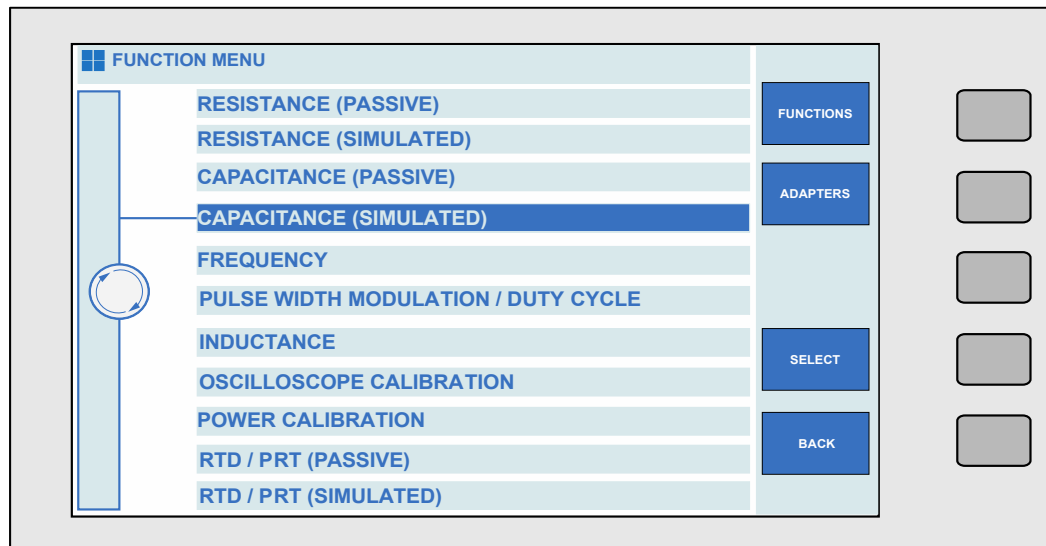 FUNCTION MENU
RESISTANCE (PASSIVE)
RESISTANCE (SIMULATED)
CAPACITANCE (PASSIVE)
CAPACITANCE (SIMULATED)
FREQUENCY
PULSE WIDTH MODULATION / DUTY CYCLE
INDUCTANCE
OSCILLOSCOPE CALIBRATION
POWER CALIBRATION
RTD / PRT (PASSIVE)
RTD / PRT (SIMULATED)
FUNCTIONS
ADAPTERS
SELECT
BACK